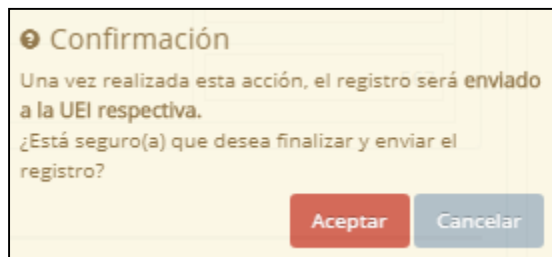 Confirmación
Una vez realizada esta acción, el registro será enviado
a la UEI respectiva.
¿Está seguro(a) que desea finalizar y enviar el
registro?
Aceptar Cancelar